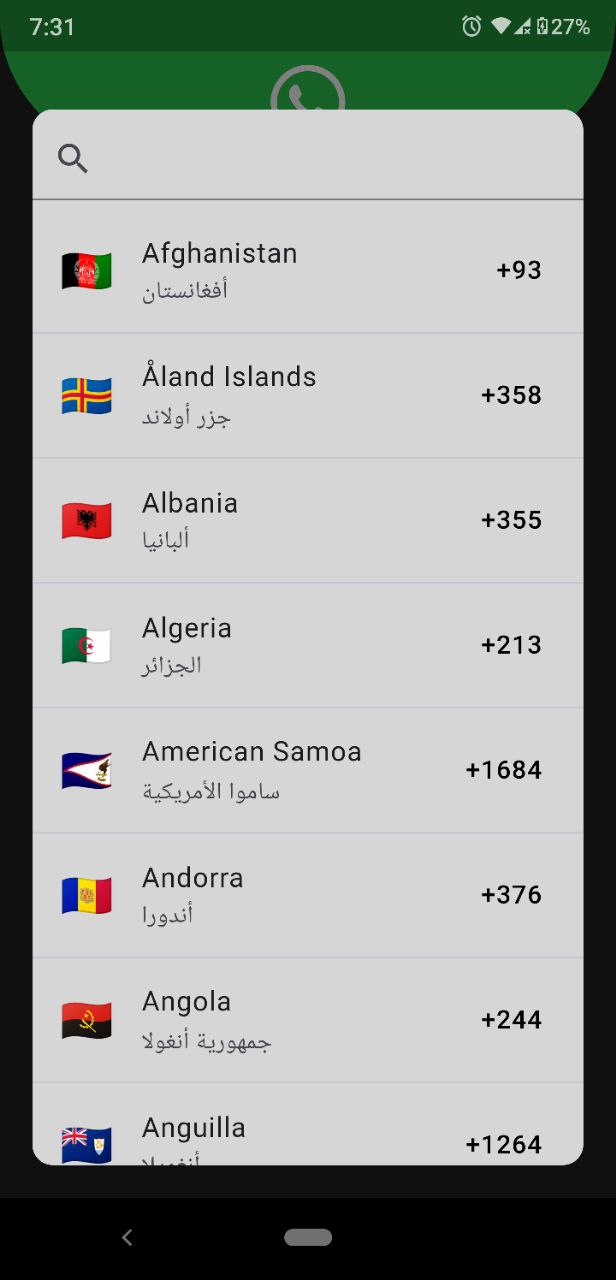 7:31
27%
Afghanistan
+93
أفغانستان
Åland Islands
+358
جزر أولاند
Albania
+355
ألبانيا
Algeria
+213
الجزائر
American Samoa
+1684
ساموا الأمريكية
Andorra
+376
أندورا
Angola
+244
جمهورية أنغولا
Anguilla
+1264